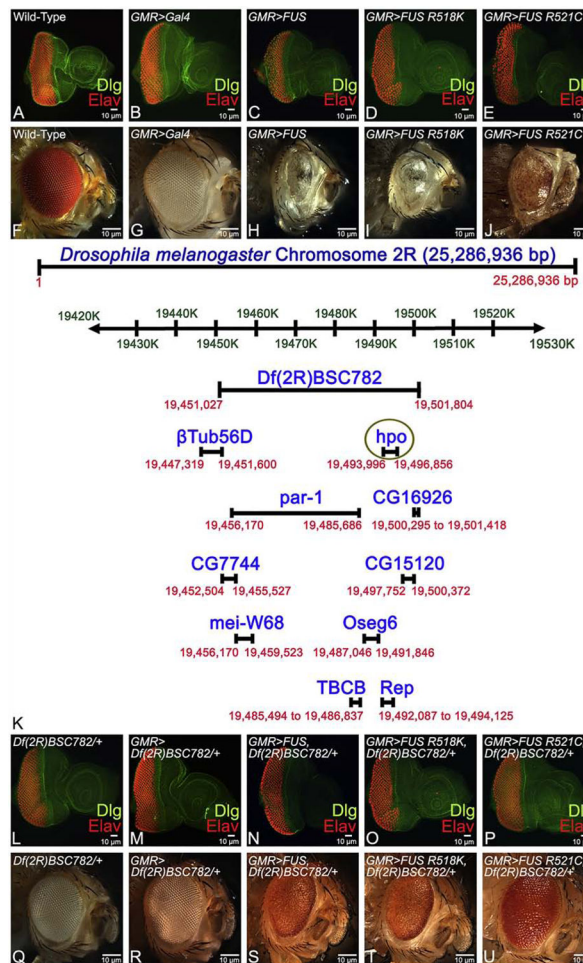 Wild-Type
GMR>Gal4
GMR>FUS
GMR>FUS R518K
GMR>FUS R521C
Dlg
Elav
A
10 µm
Dlg
Elav
B
10 µm
Dlg
Elav
C
10 µm
Dlg
Elav
D
10 µm
Dlg
Elav
E
10 µm
Wild-Type
GMR>Gal4
GMR>FUS
GMR>FUS R518K
GMR>FUS R521C
F
10 µm
G
10 µm
H
10 µm
I
10 µm
J
10 µm
Drosophila melanogaster Chromosome 2R (25,286,936 bp)
1
25,286,936 bp
19420K 19440K 19460K 19480K 19500K 19520K
19430K 19450K 19470K 19490K 19510K 19530K
Df(2R)BSC782
19,451,027 19,501,804
βTub56D hpo
19,447,319 19,451,600 19,493,996 19,496,856
par-1 CG16926
19,456,170 19,485,686 19,500,295 to 19,501,418
CG7744 CG15120
19,452,504 19,455,527 19,497,752 19,500,372
mei-W68 Oseg6
19,456,170 19,459,523 19,487,046 19,491,846
TBCB Rep
19,485,494 to 19,486,837 19,492,087 to 19,494,125
K
Df(2R)BSC782/+
GMR>
Df(2R)BSC782/+
GMR>FUS,
Df(2R)BSC782/+
GMR>FUS R518K,
Df(2R)BSC782/+
GMR>FUS R521C
Df(2R)BSC782/+
Dlg
Elav
L
10 µm
Dlg
Elav
M
10 µm
Dlg
Elav
N
10 µm
Dlg
Elav
O
10 µm
Dlg
Elav
P
10 µm
Df(2R)BSC782/+
GMR>
Df(2R)BSC782/+
GMR>FUS,
Df(2R)BSC782/+
GMR>FUS R518K,
Df(2R)BSC782/+
GMR>FUS R521C
Df(2R)BSC782/+
Q
10 µm
R
10 µm
S
10 µm
T
10 µm
U
10 µm